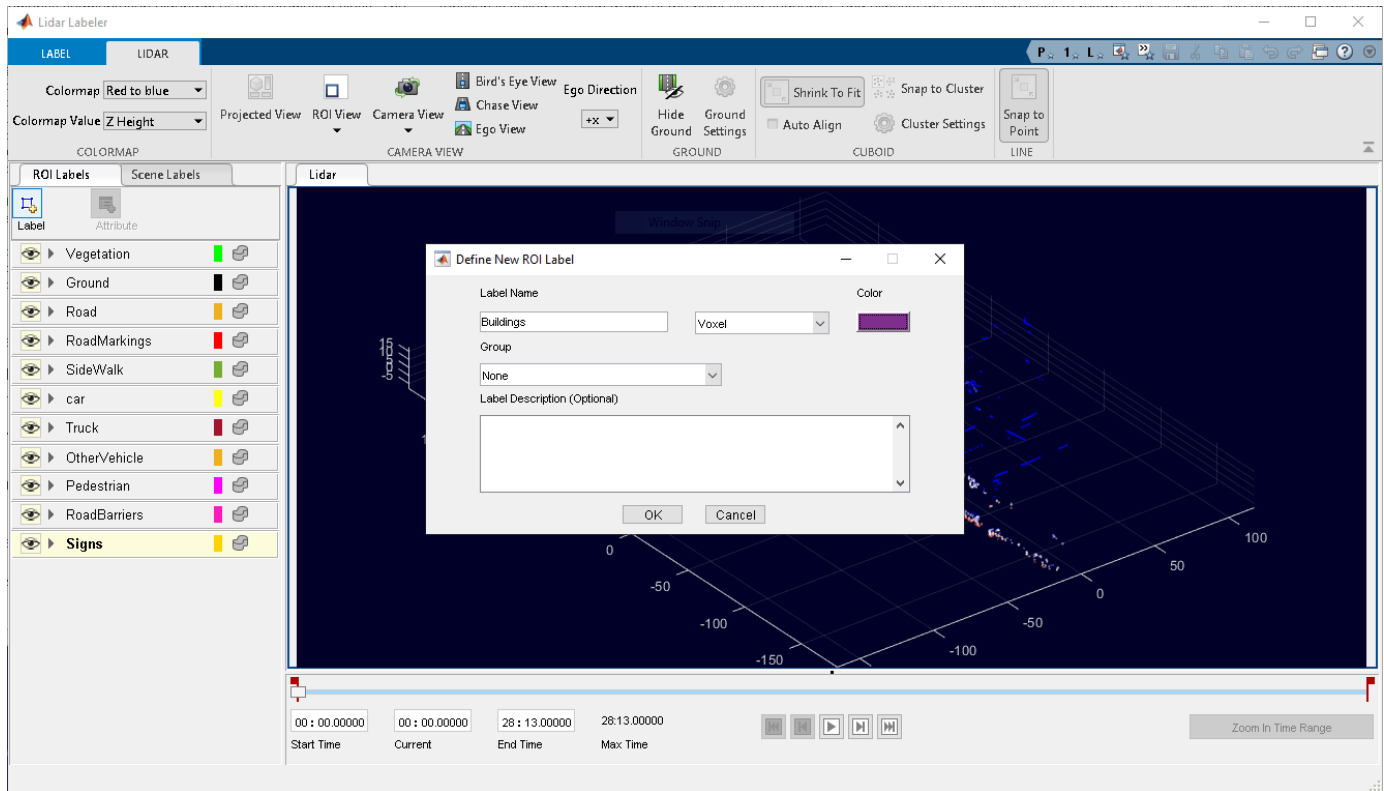 Lidar Labeler
LABEL
LIDAR
P 1 L
Colormap Red to blue
Colormap Value Z Height
COLORMAP
Projected View
ROI View
Camera View
Bird's Eye View
Chase View
Ego View
Ego Direction
+x
CAMERA VIEW
Hide Ground
Ground Settings
GROUND
Shrink To Fit
Auto Align
Snap to Cluster
Cluster Settings
CUBOID
Snap to Point
LINE
ROI Labels
Scene Labels
Label
Attribute
Vegetation
Ground
Road
RoadMarkings
SideWalk
car
Truck
OtherVehicle
Pedestrian
RoadBarriers
Signs
Lidar
Window Snip
Define New ROI Label
Label Name
Color
Buildings
Voxel
Group
None
Label Description (Optional)
OK
Cancel
15
10
5
0
-5
0
-50
-100
-150
-100
-50
0
50
100
00 : 00.00000
00 : 00.00000
28 : 13.00000
28:13.00000
Start Time
Current
End Time
Max Time
Zoom In Time Range